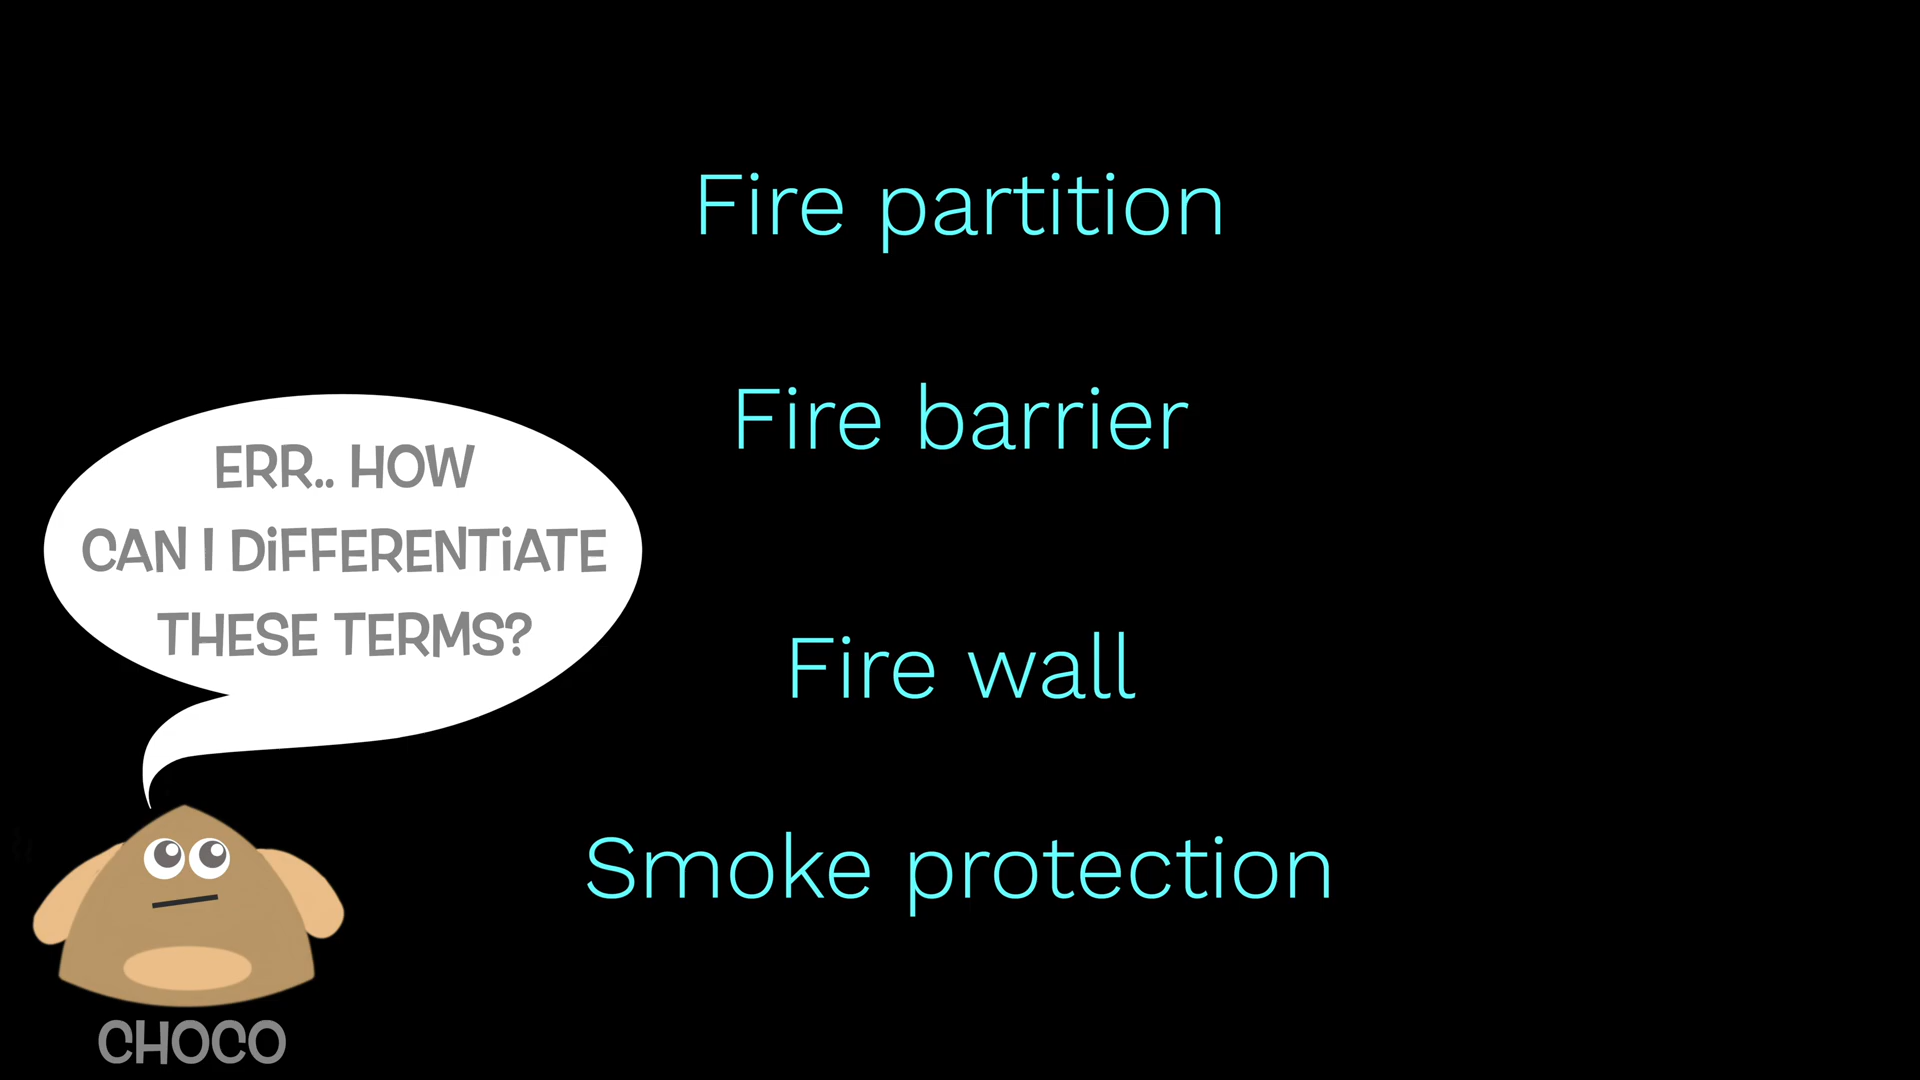 Fire partition
Fire barrier
ERR.. HOW
CAN I DiFFERENTiATE
THESE TERMS?
Fire wall
Smoke protection
CHOCO